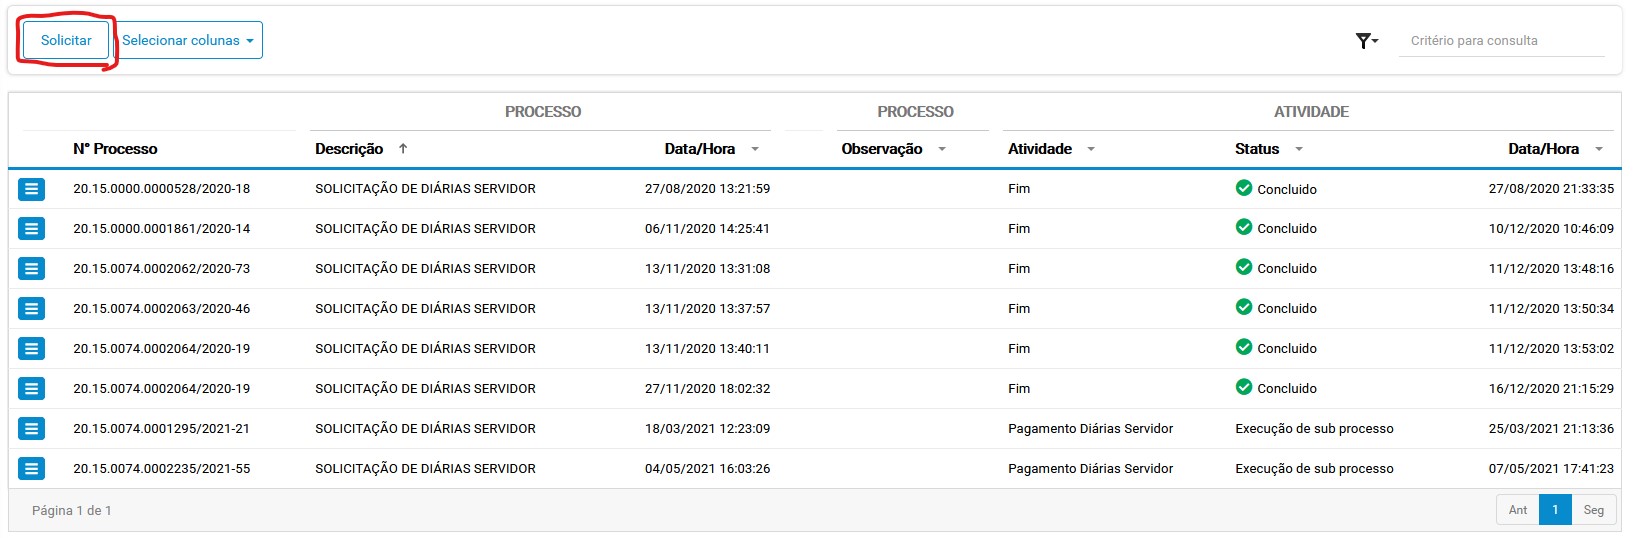 Solicitar Selecionar colunas Critério para consulta
PROCESSO PROCESSO ATIVIDADE
N° Processo Descrição Data/Hora Observação Atividade Status Data/Hora
20.15.0000.0000528/2020-18 SOLICITAÇÃO DE DIÁRIAS SERVIDOR 27/08/2020 13:21:59 Fim Concluido 27/08/2020 21:33:35
20.15.0000.0001861/2020-14 SOLICITAÇÃO DE DIÁRIAS SERVIDOR 06/11/2020 14:25:41 Fim Concluido 10/12/2020 10:46:09
20.15.0074.0002062/2020-73 SOLICITAÇÃO DE DIÁRIAS SERVIDOR 13/11/2020 13:31:08 Fim Concluido 11/12/2020 13:48:16
20.15.0074.0002063/2020-46 SOLICITAÇÃO DE DIÁRIAS SERVIDOR 13/11/2020 13:37:57 Fim Concluido 11/12/2020 13:50:34
20.15.0074.0002064/2020-19 SOLICITAÇÃO DE DIÁRIAS SERVIDOR 13/11/2020 13:40:11 Fim Concluido 11/12/2020 13:53:02
20.15.0074.0002064/2020-19 SOLICITAÇÃO DE DIÁRIAS SERVIDOR 27/11/2020 18:02:32 Fim Concluido 16/12/2020 21:15:29
20.15.0074.0001295/2021-21 SOLICITAÇÃO DE DIÁRIAS SERVIDOR 18/03/2021 12:23:09 Pagamento Diárias Servidor Execução de sub processo 25/03/2021 21:13:36
20.15.0074.0002235/2021-55 SOLICITAÇÃO DE DIÁRIAS SERVIDOR 04/05/2021 16:03:26 Pagamento Diárias Servidor Execução de sub processo 07/05/2021 17:41:23
Página 1 de 1 Ant 1 Seg